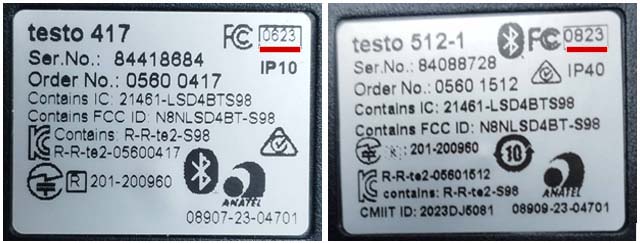 testo 417 FC 0623
Ser.No.: 84418684 IP10
Order No.: 0560 0417
Contains IC: 21461-LSD4BTS98
Contains FCC ID: N8NLSD4BT-S98
Contains: R-R-te2-S98
R-R-te2-05600417
R 201-200960
ANATEL
08907-23-04701
testo 512-1 FC 0823
Ser.No.: 84088728 IP40
Order No.: 0560 1512
Contains IC: 21461-LSD4BTS98
Contains FCC ID: N8NLSD4BT-S98
R: 201-200960 10
R-R-te2-05601512
contains: R-R-te2-S98
ANATEL
CMIIT ID: 2023DJ5081
08909-23-04701